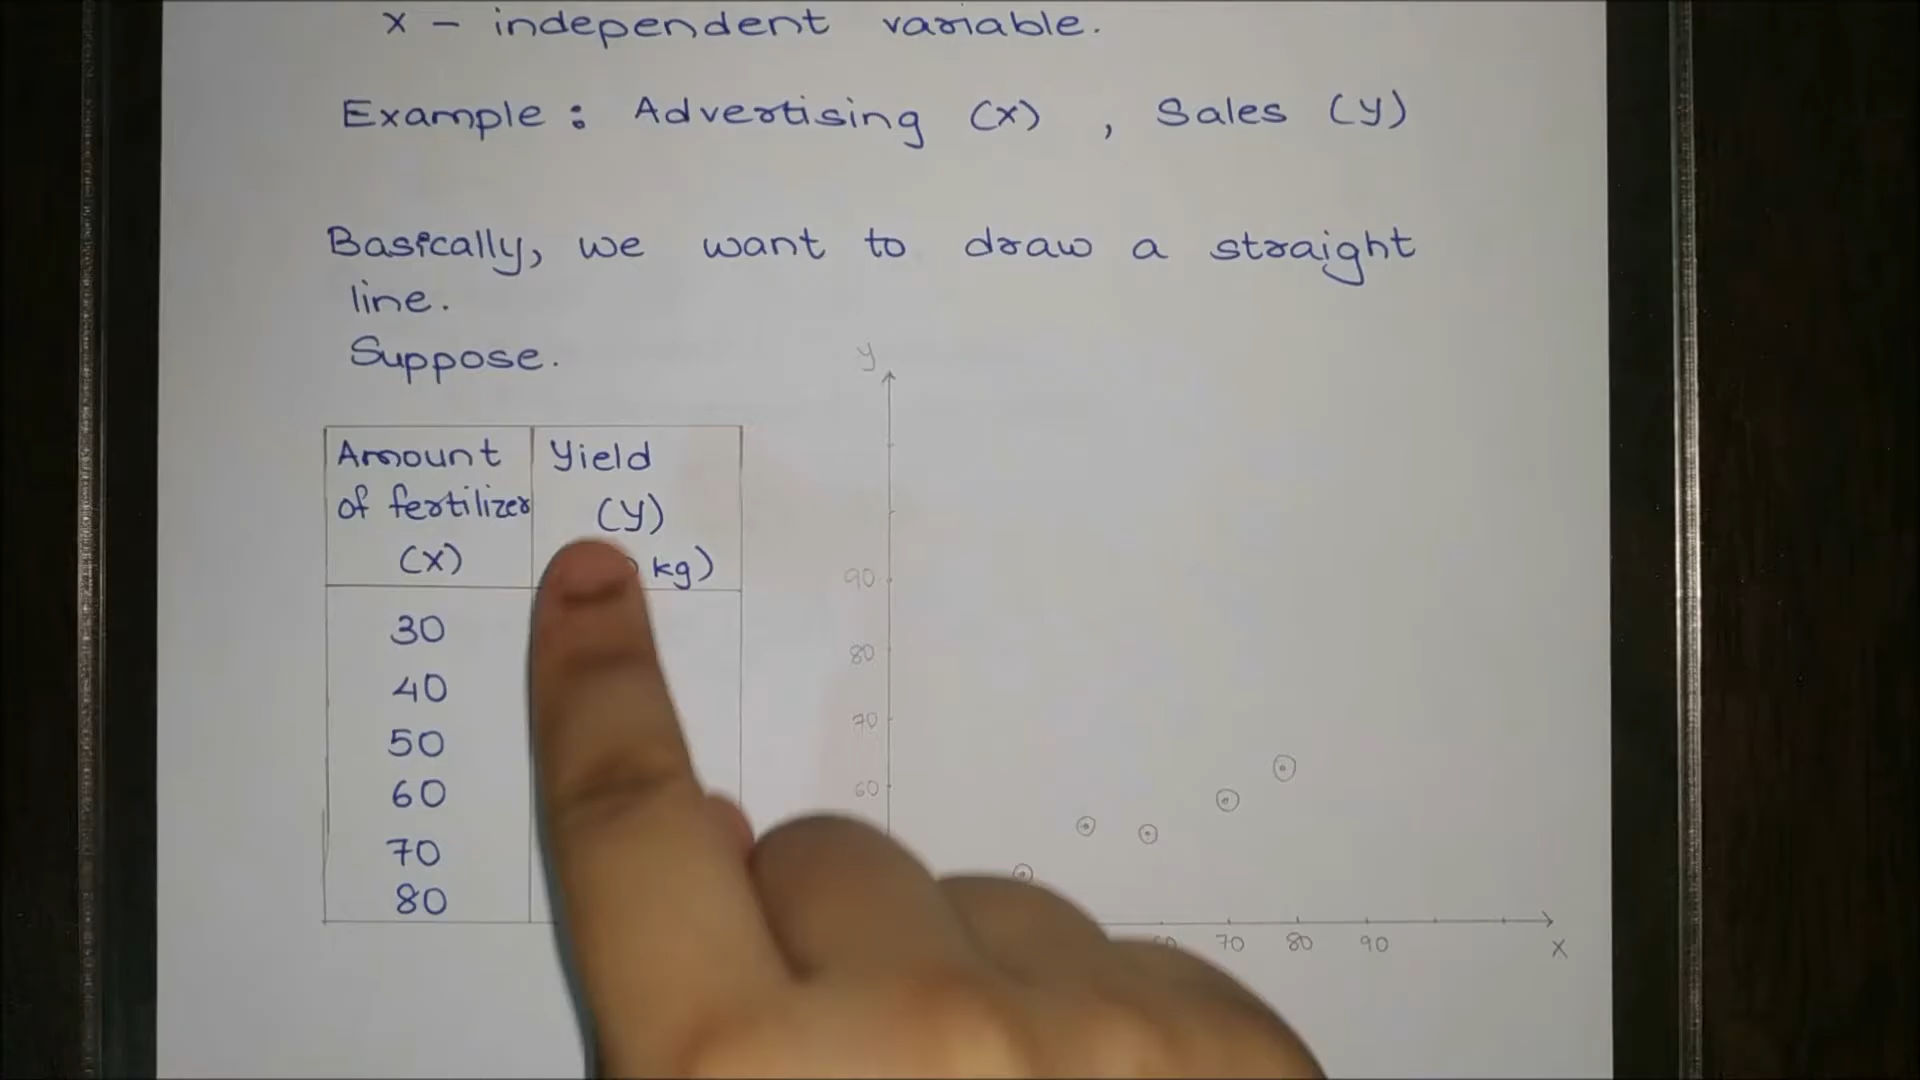 x - independent variable.
Example : Advertising (x) , Sales (y)
Basically, we want to draw a straight
line.
Suppose.
Amount
of fertilizer
(x)
Yield
(y)
kg)
30
40
50
60
70
80
y
90
80
70
60
70 80 90
x